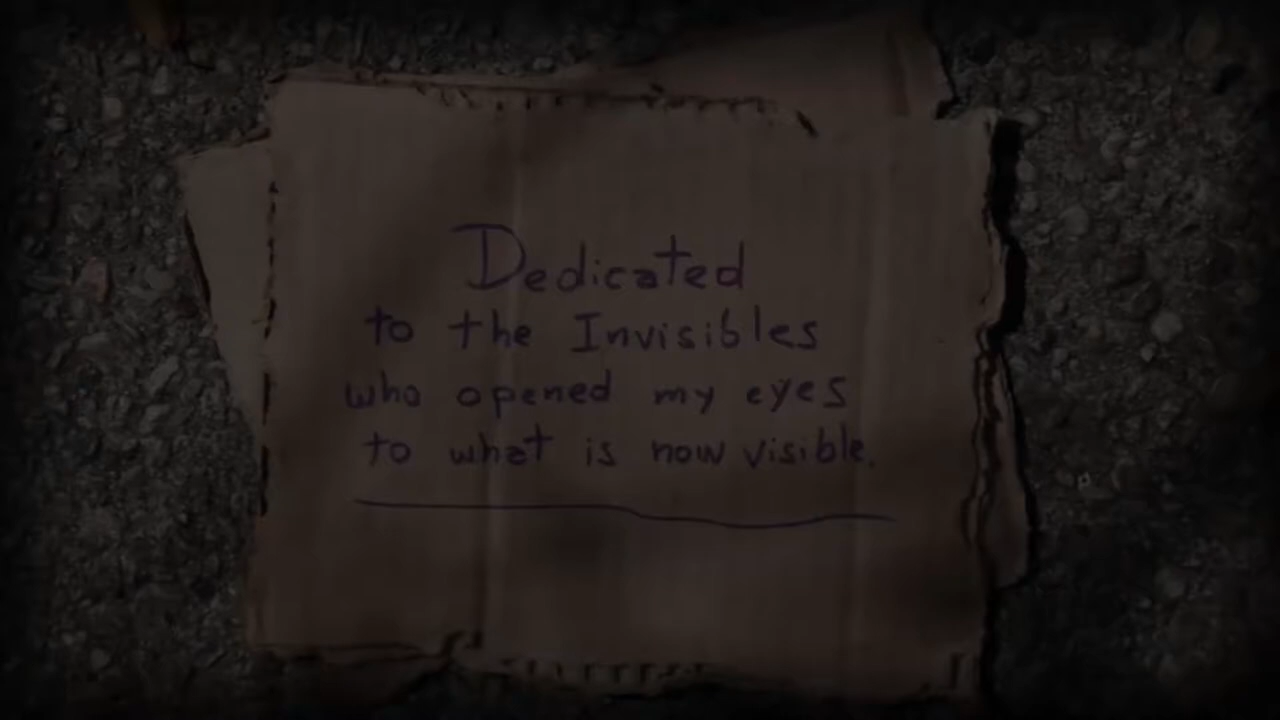 Dedicated
to the Invisibles
who opened my eyes
to what is now visible.